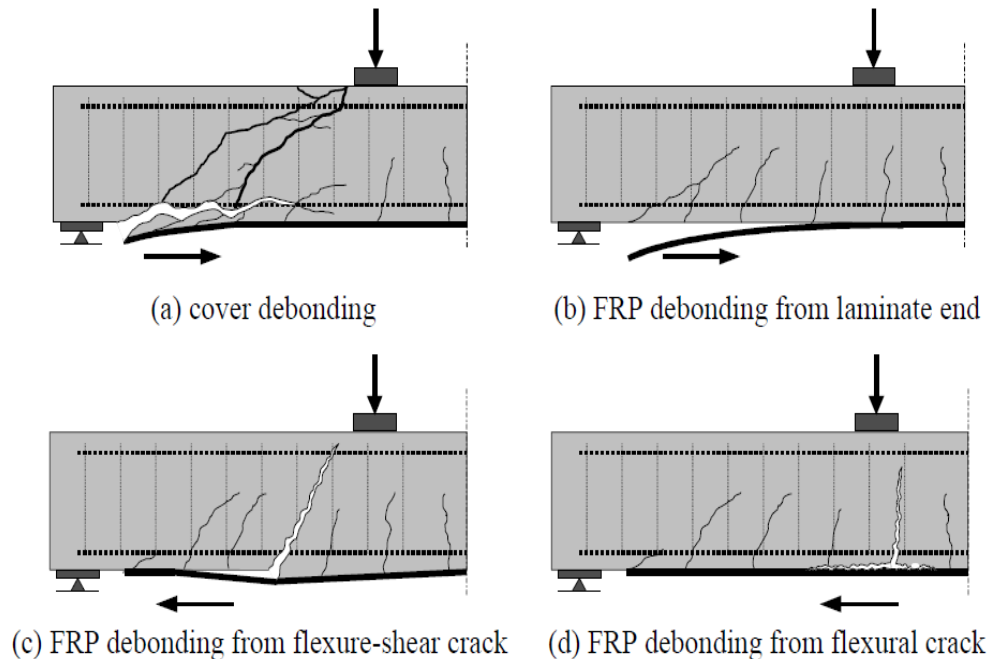 (a) cover debonding
(b) FRP debonding from laminate end
(c) FRP debonding from flexure-shear crack
(d) FRP debonding from flexural crack